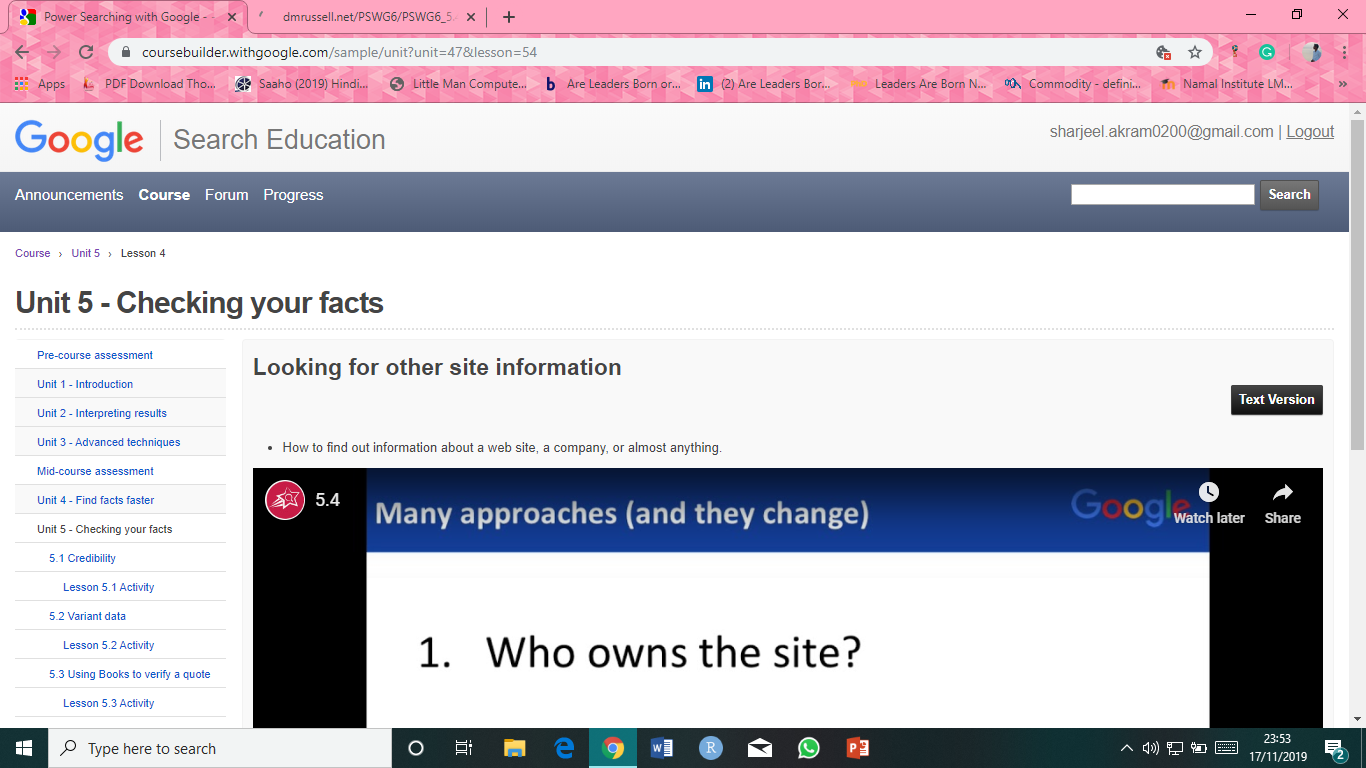 Power Searching with Google -
dmrussell.net/PSWG6/PSWG6_5.
coursebuilder.withgoogle.com/sample/unit?unit=47&lesson=54
Apps PDF Download Tho... Saaho (2019) Hindi... Little Man Compute... Are Leaders Born or... (2) Are Leaders Bor... Leaders Are Born N... Commodity - defini... Namal Institute LM... »
Google Search Education
sharjeel.akram0200@gmail.com | Logout
Announcements Course Forum Progress
Search
Course › Unit 5 › Lesson 4
Unit 5 - Checking your facts
Pre-course assessment
Unit 1 - Introduction
Unit 2 - Interpreting results
Unit 3 - Advanced techniques
Mid-course assessment
Unit 4 - Find facts faster
Unit 5 - Checking your facts
5.1 Credibility
Lesson 5.1 Activity
5.2 Variant data
Lesson 5.2 Activity
5.3 Using Books to verify a quote
Lesson 5.3 Activity
Looking for other site information
Text Version
• How to find out information about a web site, a company, or almost anything.
5.4
Many approaches (and they change)
Google
Watch later Share
1. Who owns the site?
Type here to search
23:53
17/11/2019
2